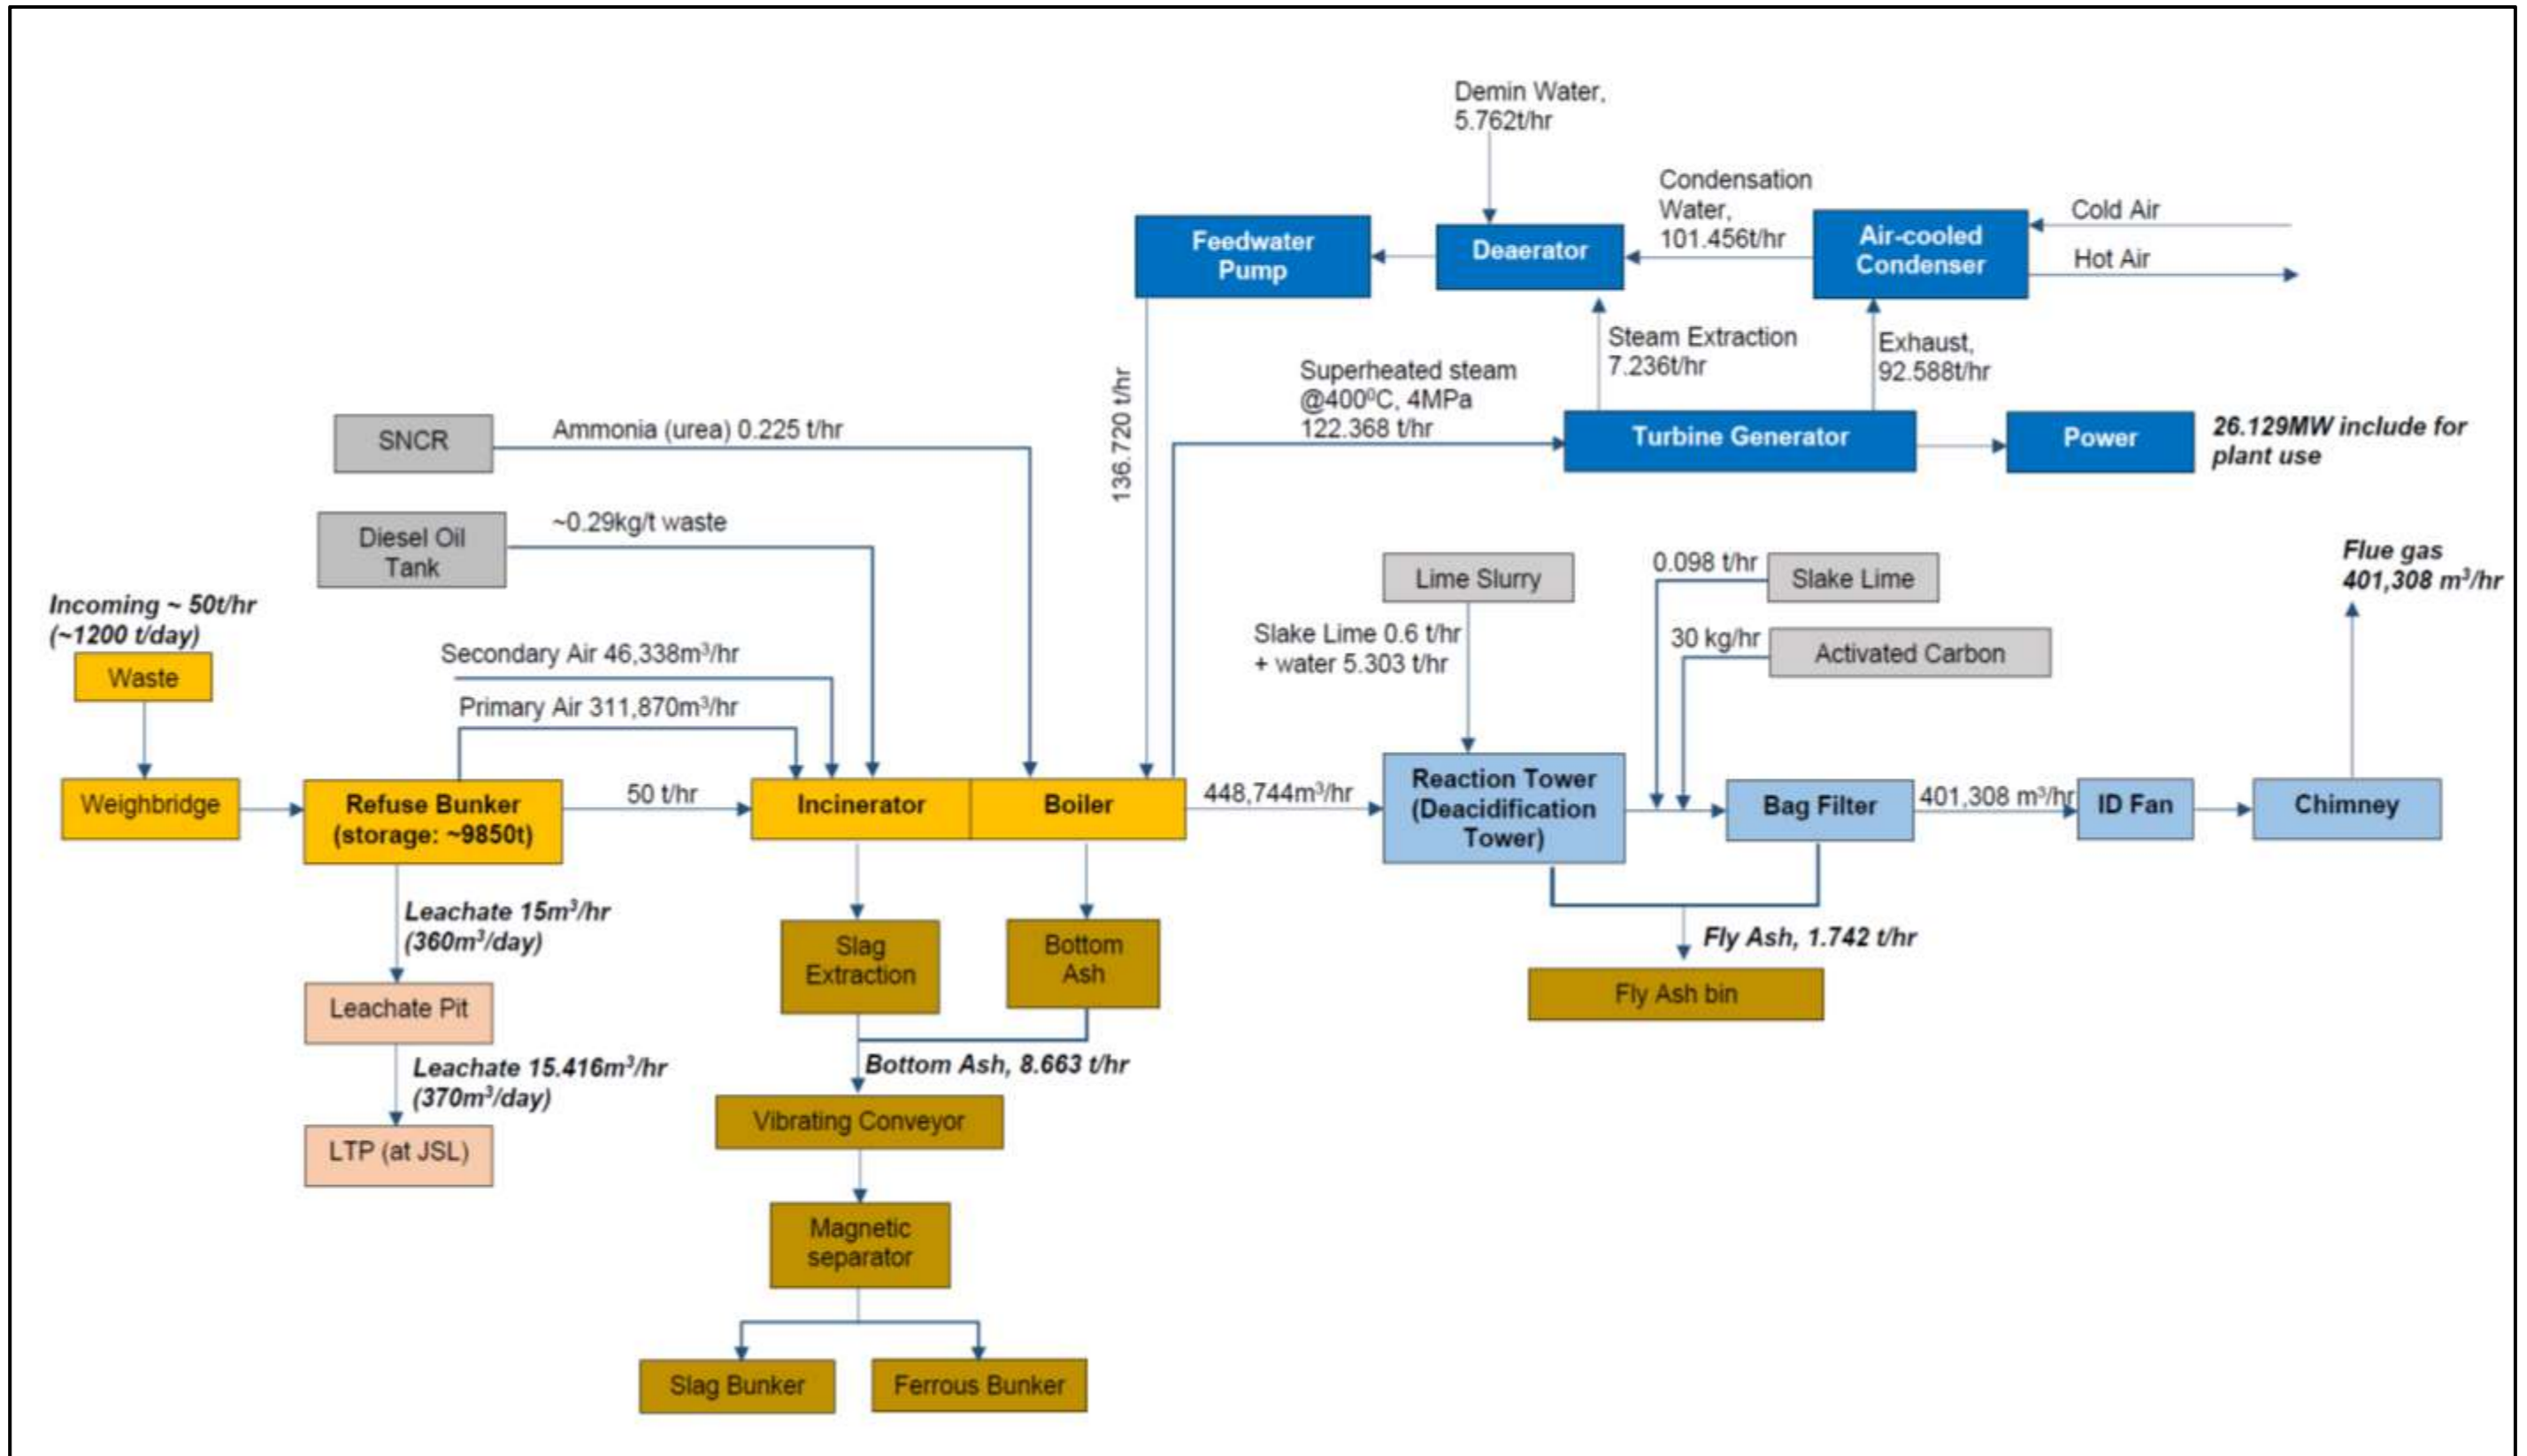 Demin Water,
5.762t/hr
Condensation
Water,
101.456t/hr
Cold Air
Hot Air
Feedwater
Pump
Deaerator
Air-cooled
Condenser
Steam Extraction
7.236t/hr
Exhaust,
92.588t/hr
136.720 t/hr
Superheated steam
@400⁰C, 4MPa
122.368 t/hr
Turbine Generator
Power
26.129MW include for
plant use
SNCR
Ammonia (urea) 0.225 t/hr
Diesel Oil
Tank
~0.29kg/t waste
Incoming ~ 50t/hr
(~1200 t/day)
Waste
Secondary Air 46,338m³/hr
Primary Air 311,870m³/hr
Lime Slurry
Slake Lime 0.6 t/hr
+ water 5.303 t/hr
0.098 t/hr
Slake Lime
30 kg/hr
Activated Carbon
Flue gas
401,308 m³/hr
Weighbridge
Refuse Bunker
(storage: ~9850t)
50 t/hr
Incinerator
Boiler
448,744m³/hr
Reaction Tower
(Deacidification
Tower)
Bag Filter
401,308 m³/hr
ID Fan
Chimney
Leachate 15m³/hr
(360m³/day)
Leachate Pit
Leachate 15.416m³/hr
(370m³/day)
LTP (at JSL)
Slag
Extraction
Bottom
Ash
Bottom Ash, 8.663 t/hr
Fly Ash, 1.742 t/hr
Fly Ash bin
Vibrating Conveyor
Magnetic
separator
Slag Bunker
Ferrous Bunker